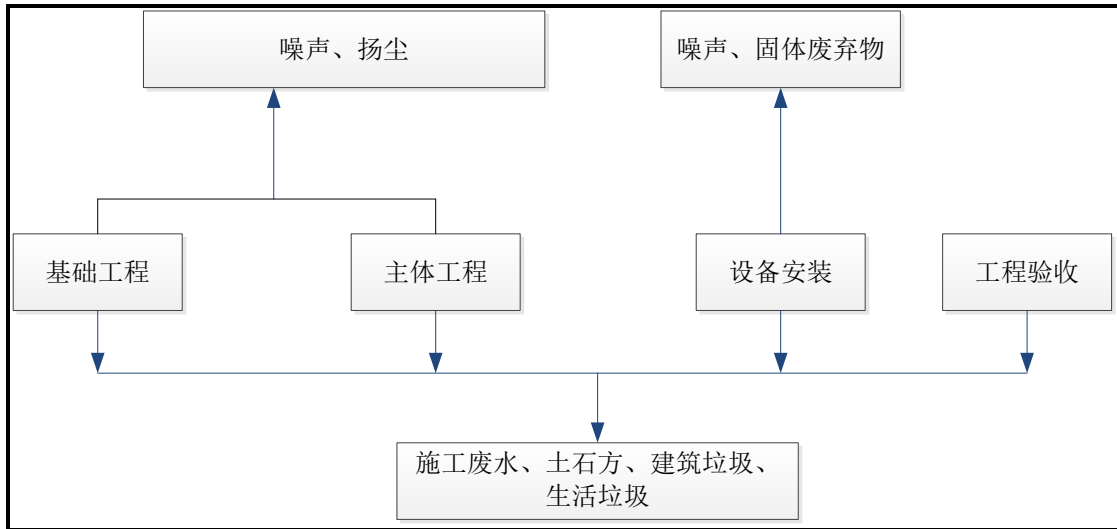 噪声、扬尘
噪声、固体废弃物
基础工程
主体工程
设备安装
工程验收
施工废水、土石方、建筑垃圾、
生活垃圾